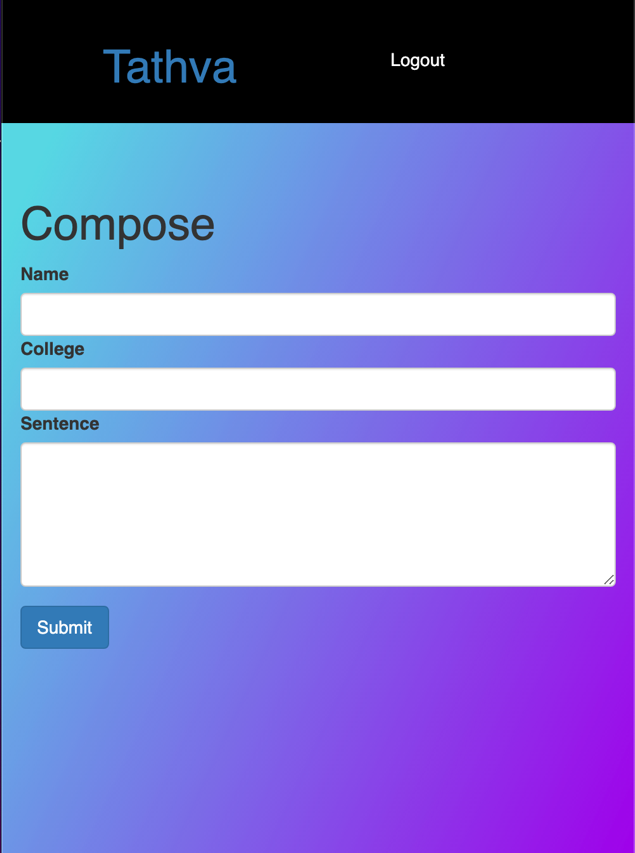 Tathva
Logout
Compose
Name
College
Sentence
Submit